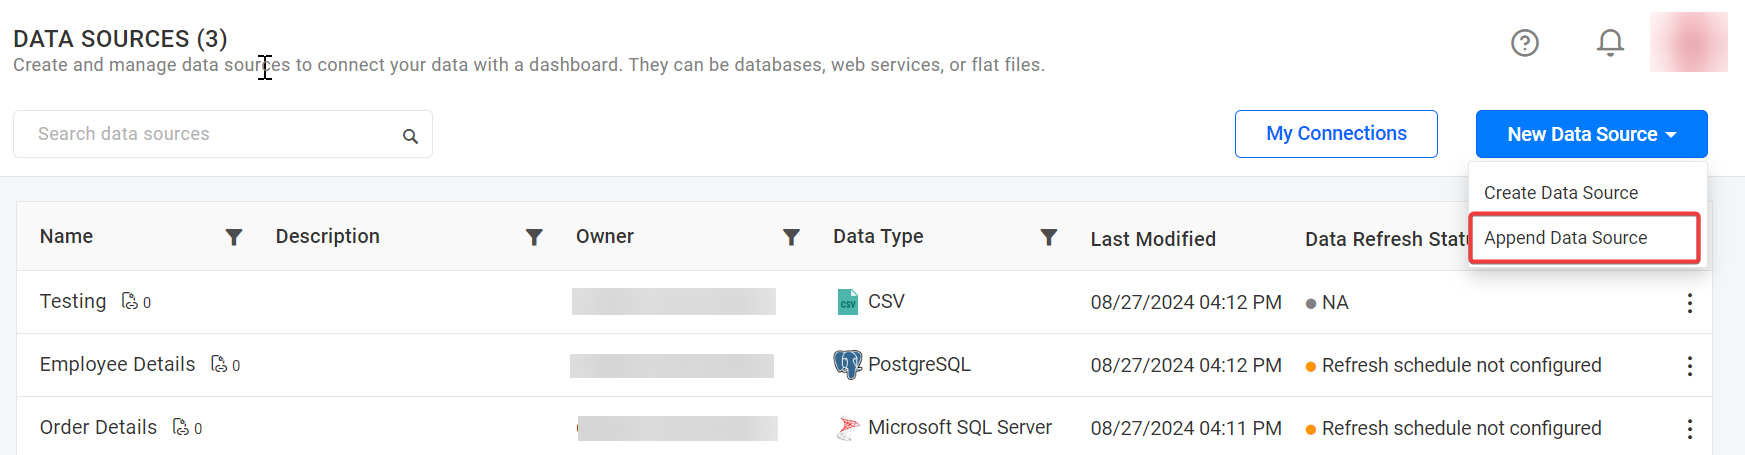 DATA SOURCES (3)
Create and manage data sources to connect your data with a dashboard. They can be databases, web services, or flat files.
Search data sources
My Connections
New Data Source
Create Data Source
Append Data Source
Name Description Owner Data Type Last Modified Data Refresh
Testing 0 CSV 08/27/2024 04:12 PM NA
Employee Details 0 PostgreSQL 08/27/2024 04:12 PM Refresh schedule not configured
Order Details 0 Microsoft SQL Server 08/27/2024 04:11 PM Refresh schedule not configured